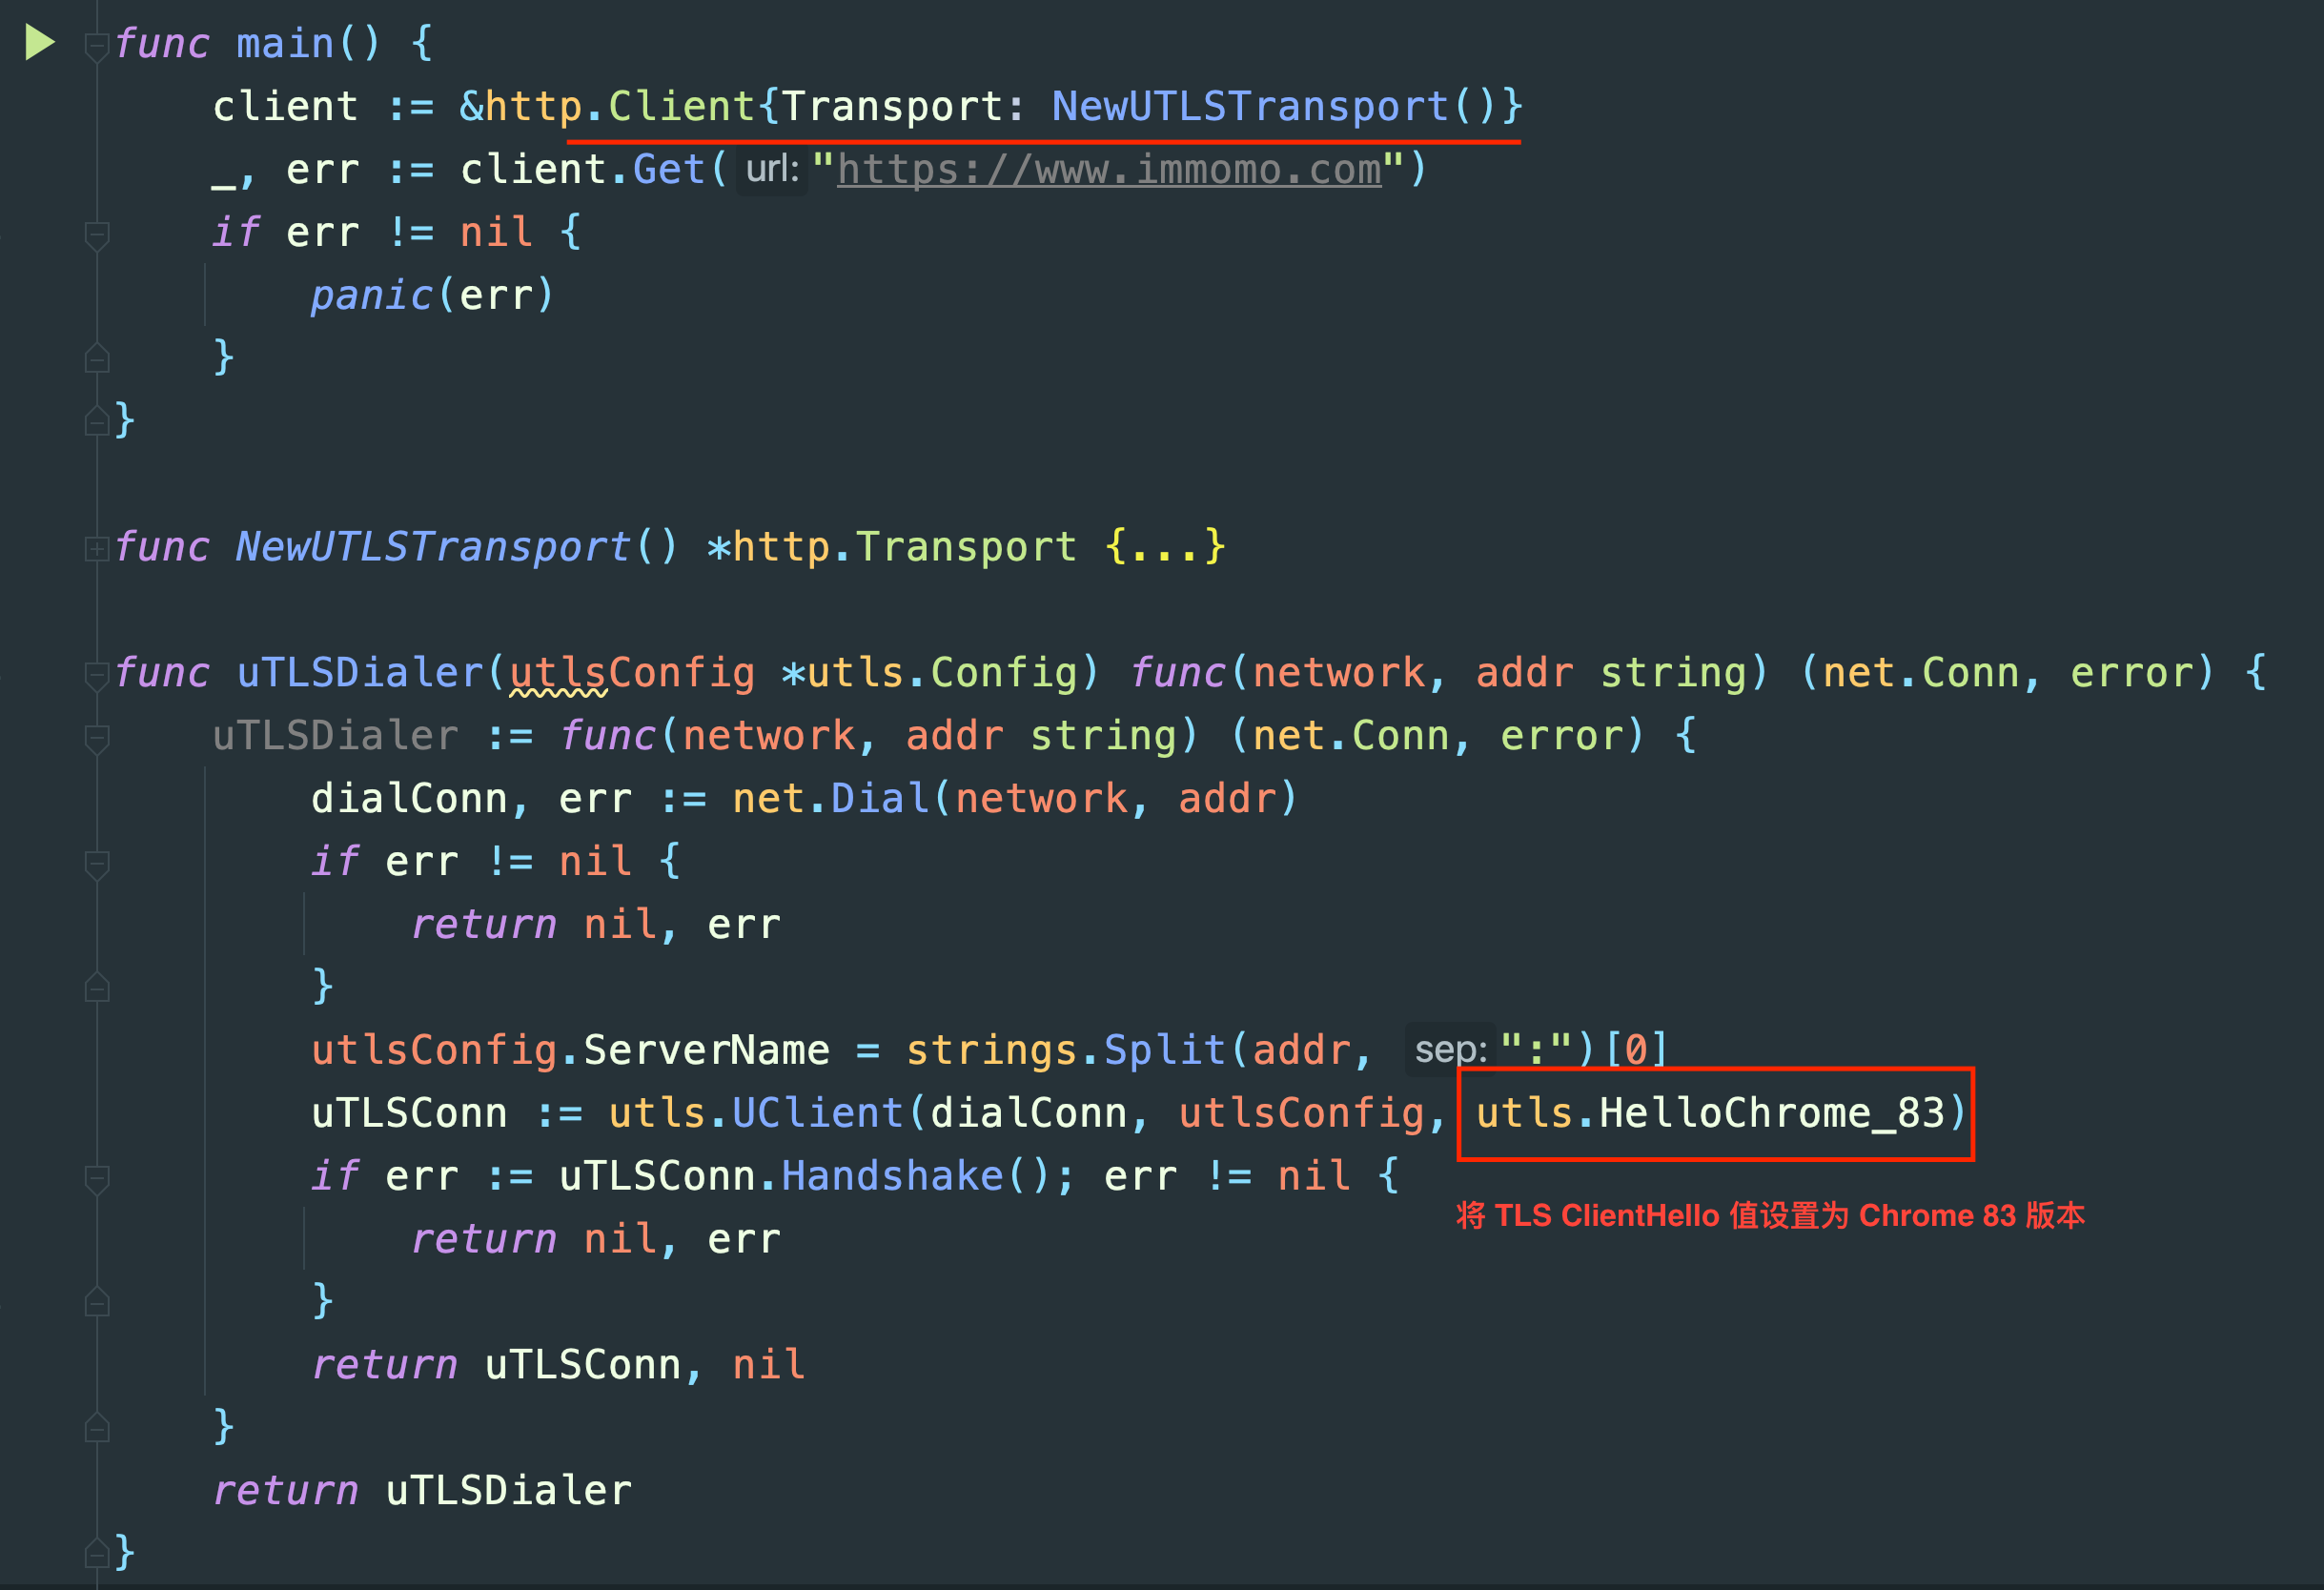 func main() {
client := &http.Client{Transport: NewUTLSTransport()}
_, err := client.Get( url: "https://www.immomo.com")
if err != nil {
panic(err)
}
}
func NewUTLSTransport() *http.Transport {...}
func uTLSDialer(utlsConfig *utls.Config) func(network, addr string) (net.Conn, error) {
uTLSDialer := func(network, addr string) (net.Conn, error) {
dialConn, err := net.Dial(network, addr)
if err != nil {
return nil, err
}
utlsConfig.ServerName = strings.Split(addr, sep: ":")[0]
uTLSConn := utls.UClient(dialConn, utlsConfig, utls.HelloChrome_83)
if err := uTLSConn.Handshake(); err != nil {
将 TLS ClientHello 值设置为 Chrome 83 版本
return nil, err
}
return uTLSConn, nil
}
return uTLSDialer
}